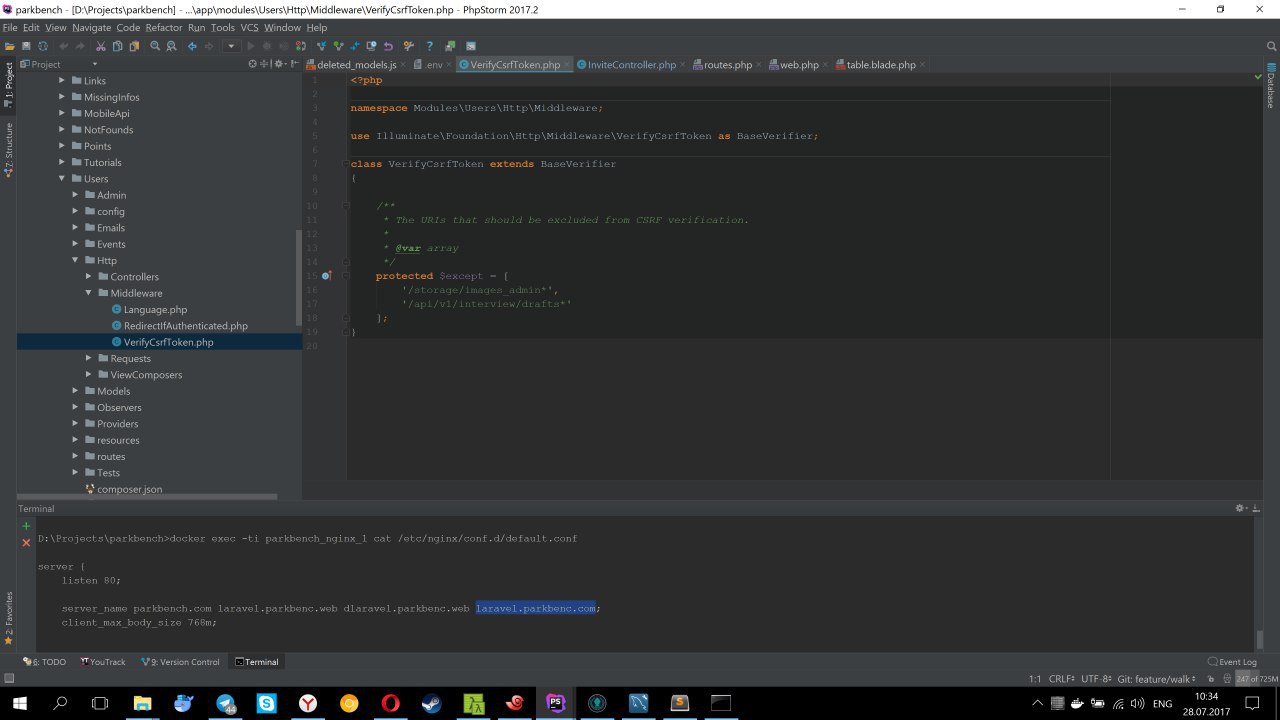 parkbench - [D:\Projects\parkbench] - ...\app\modules\Users\Http\Middleware\VerifyCsrfToken.php - PhpStorm 2017.2
File Edit View Navigate Code Refactor Run Tools VCS Window Help
Project
deleted_models.js
.env
VerifyCsrfToken.php
InviteController.php
routes.php
web.php
table.blade.php
1: Project
7: Structure
2: Favorites
Database
Links
MissingInfos
MobileApi
NotFounds
Points
Tutorials
Users
Admin
config
Emails
Events
Http
Controllers
Middleware
Language.php
RedirectIfAuthenticated.php
VerifyCsrfToken.php
Requests
ViewComposers
Models
Observers
Providers
resources
routes
Tests
composer.json
1 <?php
2
3 namespace Modules\Users\Http\Middleware;
4
5 use Illuminate\Foundation\Http\Middleware\VerifyCsrfToken as BaseVerifier;
6
7 class VerifyCsrfToken extends BaseVerifier
8 {
9
10 /**
11 * The URIs that should be excluded from CSRF verification.
12 *
13 * @var array
14 */
15 protected $except = [
16 '/storage/images_admin*',
17 '/api/v1/interview/drafts*'
18 ];
19 }
20
Terminal
D:\Projects\parkbench>docker exec -ti parkbench_nginx_1 cat /etc/nginx/conf.d/default.conf
server {
listen 80;
server_name parkbench.com laravel.parkbenc.web dlaravel.parkbenc.web laravel.parkbenc.com;
client_max_body_size 768m;
6: TODO
YouTrack
9: Version Control
Terminal
Event Log
1:1 CRLF UTF-8 Git: feature/walk 247 of 725M
44
PS
ENG
10:34
28.07.2017